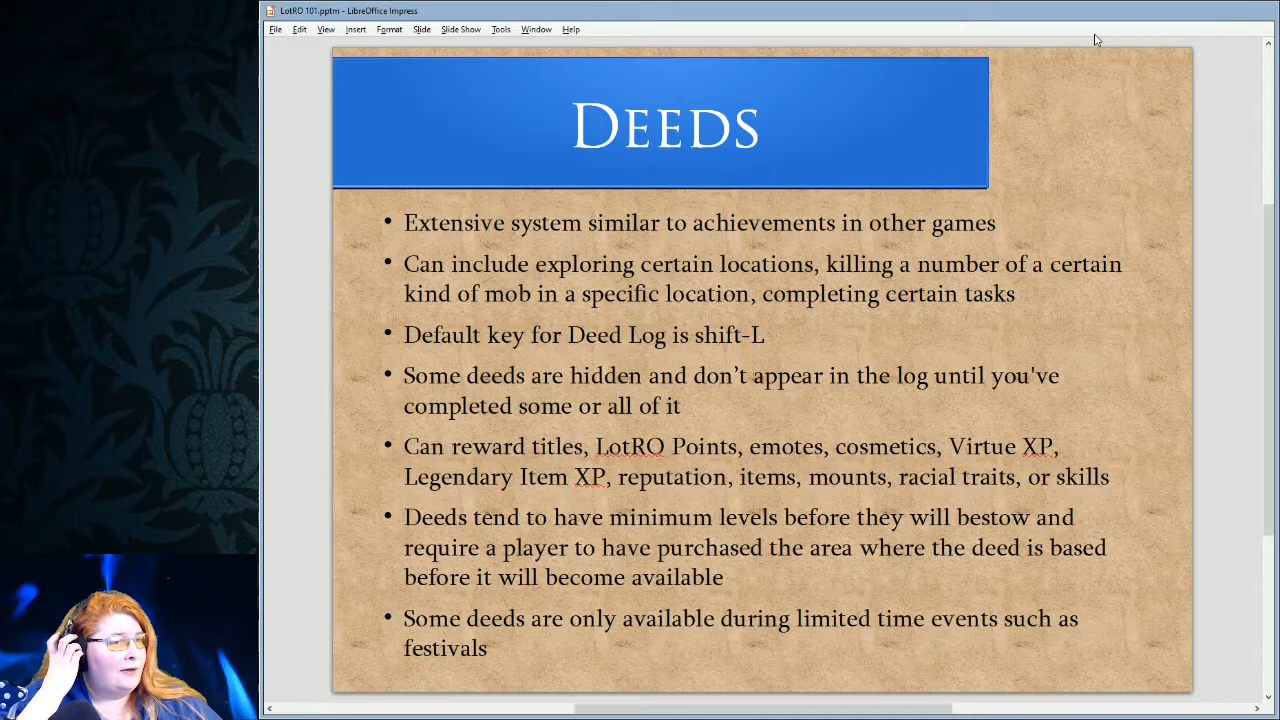 LotRO 101.pptm - LibreOffice Impress
File Edit View Insert Format Slide Slide Show Tools Window Help
Deeds
• Extensive system similar to achievements in other games
• Can include exploring certain locations, killing a number of a certain
kind of mob in a specific location, completing certain tasks
• Default key for Deed Log is shift-L
• Some deeds are hidden and don’t appear in the log until you've
completed some or all of it
• Can reward titles, LotRO Points, emotes, cosmetics, Virtue XP,
Legendary Item XP, reputation, items, mounts, racial traits, or skills
• Deeds tend to have minimum levels before they will bestow and
require a player to have purchased the area where the deed is based
before it will become available
• Some deeds are only available during limited time events such as
festivals